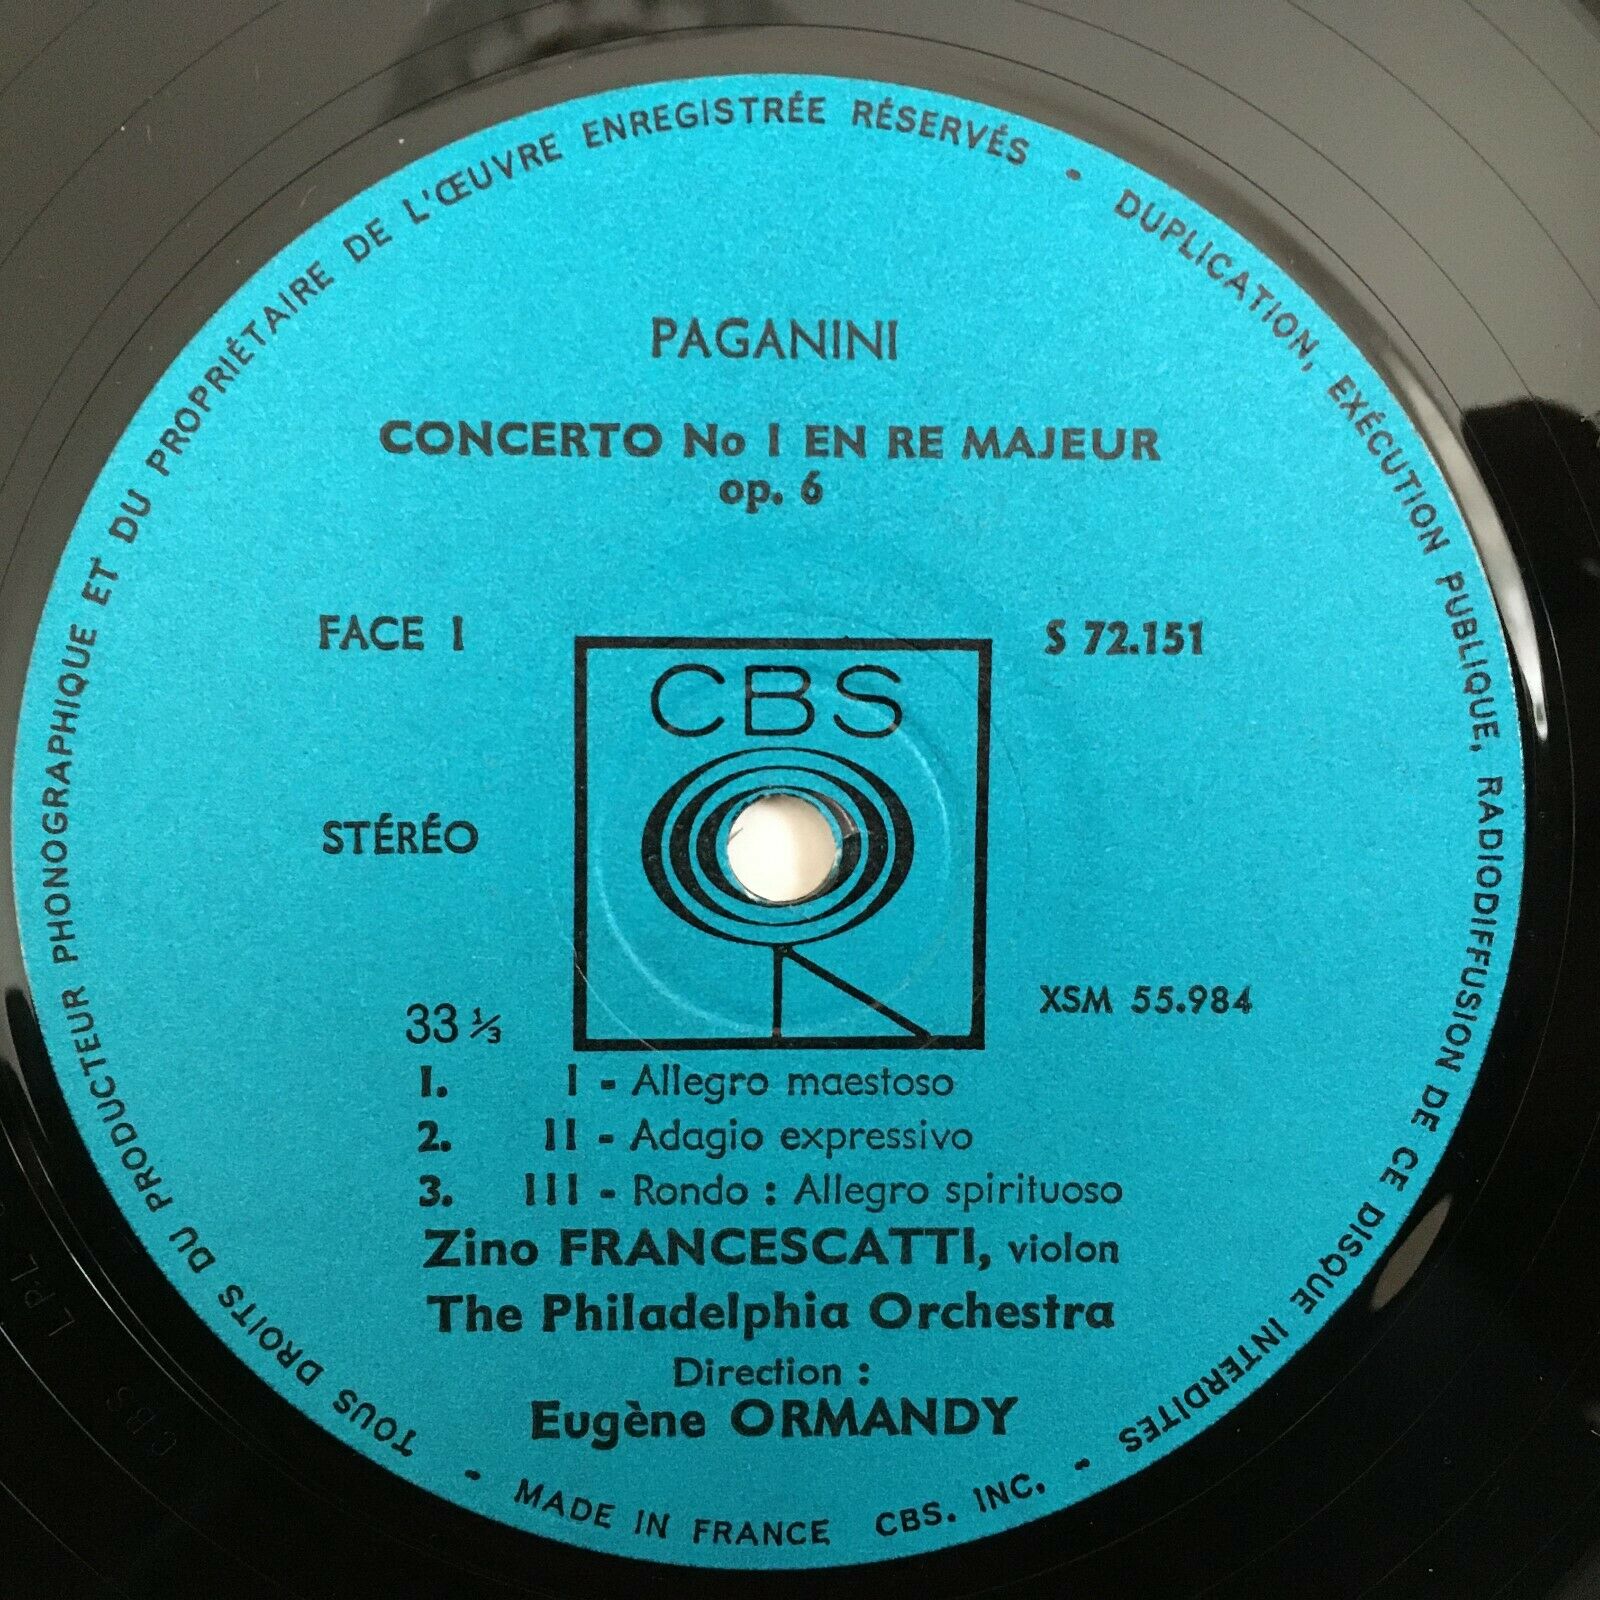 TOUS DROITS DU PRODUCTEUR PHONOGRAPHIQUE ET DU PROPRIÉTAIRE DE L'ŒUVRE ENREGISTRÉE RÉSERVÉS - DUPLICATION, EXÉCUTION PUBLIQUE, RADIODIFFUSION DE CE DISQUE INTERDITES
PAGANINI
CONCERTO No I EN RE MAJEUR
op. 6
FACE I
S 72.151
CBS
STÉRÉO
XSM 55.984
33 1/3
1. I - Allegro maestoso
2. II - Adagio expressivo
3. III - Rondo : Allegro spirituoso
Zino FRANCESCATTI, violon
The Philadelphia Orchestra
Direction :
Eugène ORMANDY
- MADE IN FRANCE CBS. INC. -
CBS LPL